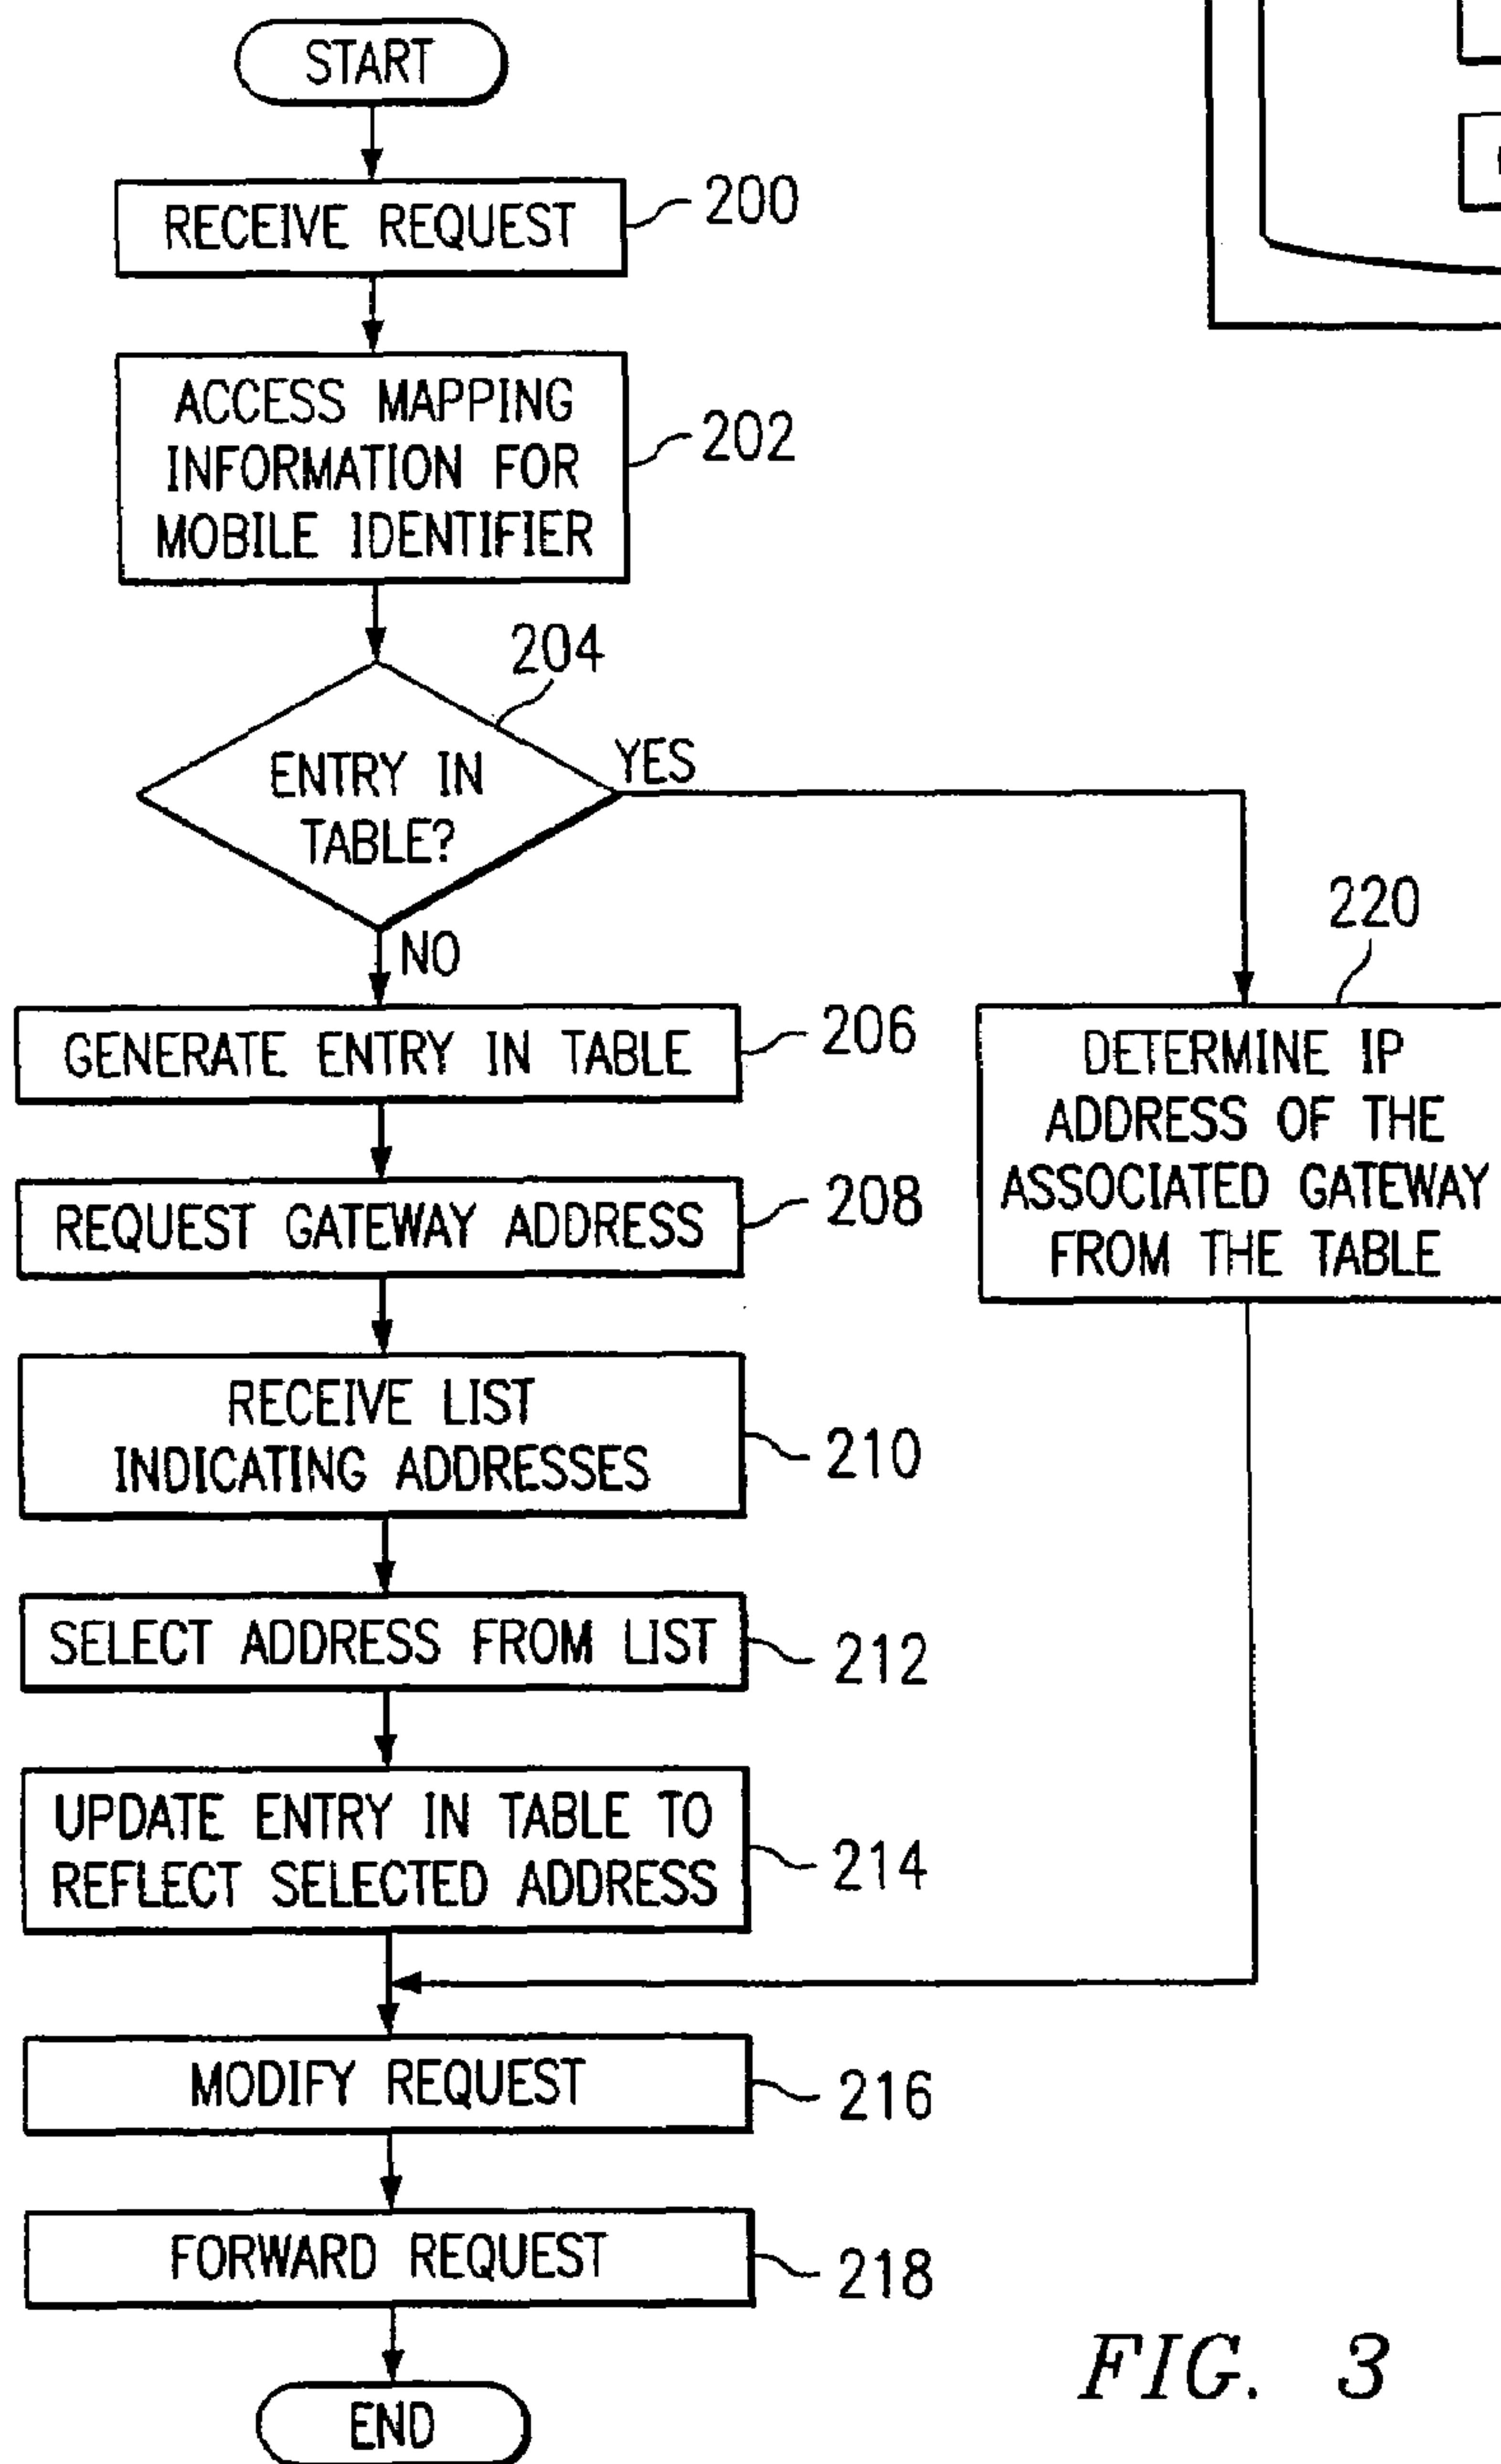 START
RECEIVE REQUEST
200
ACCESS MAPPING
INFORMATION FOR
MOBILE IDENTIFIER
202
204
ENTRY IN
TABLE?
YES
NO
GENERATE ENTRY IN TABLE
206
REQUEST GATEWAY ADDRESS
208
220
DETERMINE IP
ADDRESS OF THE
ASSOCIATED GATEWAY
FROM THE TABLE
RECEIVE LIST
INDICATING ADDRESSES
210
SELECT ADDRESS FROM LIST
212
UPDATE ENTRY IN TABLE TO
REFLECT SELECTED ADDRESS
214
MODIFY REQUEST
216
FORWARD REQUEST
218
END
FIG. 3